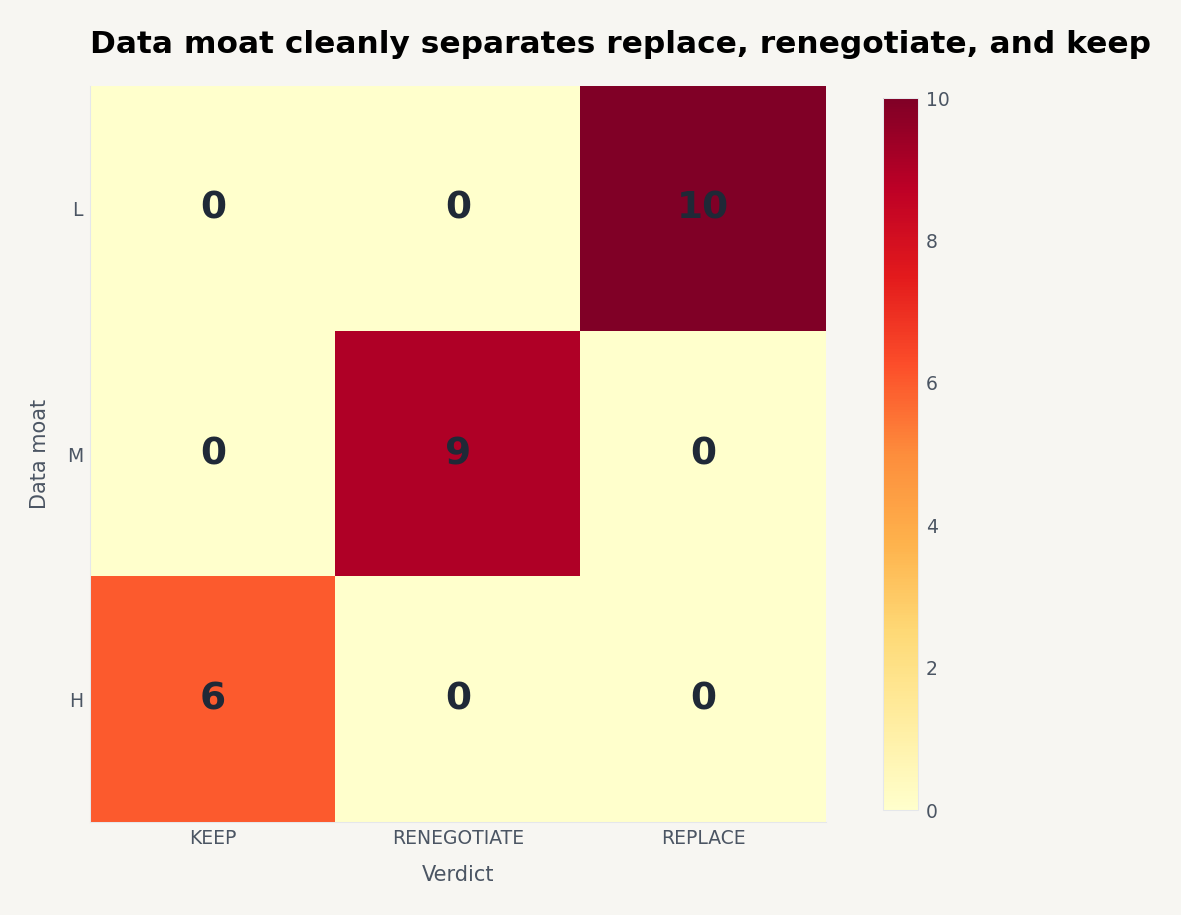 Data moat cleanly separates replace, renegotiate, and keep
10
8
6
4
2
0
Data moat
L
0
0
10
M
0
9
0
H
6
0
0
KEEP
RENEGOTIATE
REPLACE
Verdict